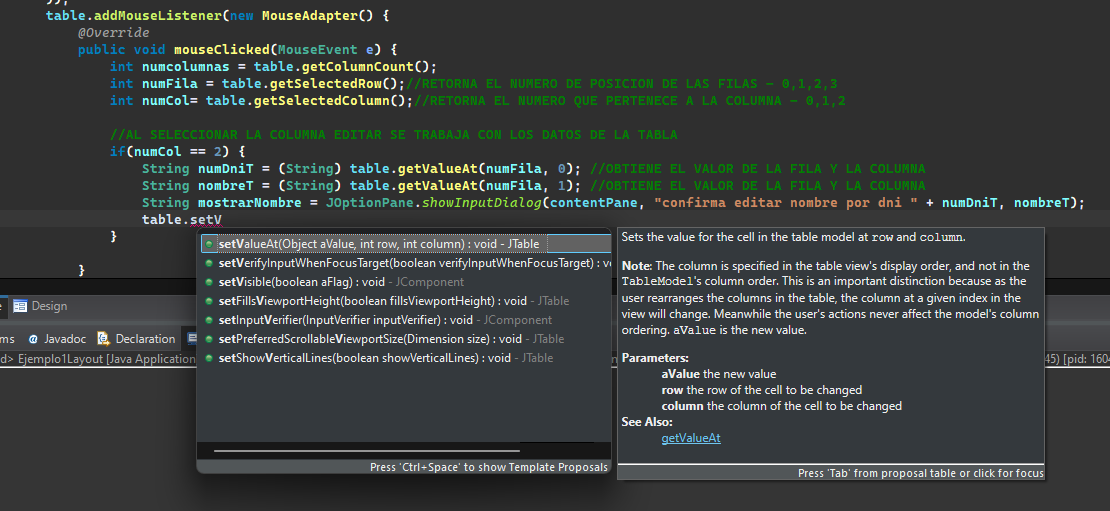 });
table.addMouseListener(new MouseAdapter() {
@Override
public void mouseClicked(MouseEvent e) {
int numcolumnas = table.getColumnCount();
int numFila = table.getSelectedRow();//RETORNA EL NUMERO DE POSICION DE LAS FILAS - 0,1,2,3
int numCol= table.getSelectedColumn();//RETORNA EL NUMERO QUE PERTENECE A LA COLUMNA - 0,1,2
//AL SELECCIONAR LA COLUMNA EDITAR SE TRABAJA CON LOS DATOS DE LA TABLA
if(numCol == 2) {
String numDniT = (String) table.getValueAt(numFila, 0); //OBTIENE EL VALOR DE LA FILA Y LA COLUMNA
String nombreT = (String) table.getValueAt(numFila, 1); //OBTIENE EL VALOR DE LA FILA Y LA COLUMNA
String mostrarNombre = JOptionPane.showInputDialog(contentPane, "confirma editar nombre por dni " + numDniT, nombreT);
table.setV
}
}
setValueAt(Object aValue, int row, int column) : void - JTable
setVerifyInputWhenFocusTarget(boolean verifyInputWhenFocusTarget) : v
setVisible(boolean aFlag) : void - JComponent
setFillsViewportHeight(boolean fillsViewportHeight) : void - JTable
setInputVerifier(InputVerifier inputVerifier) : void - JComponent
setPreferredScrollableViewportSize(Dimension size) : void - JTable
setShowVerticalLines(boolean showVerticalLines) : void - JTable
Press 'Ctrl+Space' to show Template Proposals
Sets the value for the cell in the table model at row and column.
Note: The column is specified in the table view's display order, and not in the
TableModel's column order. This is an important distinction because as the
user rearranges the columns in the table, the column at a given index in the
view will change. Meanwhile the user's actions never affect the model's column
ordering. aValue is the new value.
Parameters:
aValue the new value
row the row of the cell to be changed
column the column of the cell to be changed
See Also:
getValueAt
Press 'Tab' from proposal table or click for focus
Design
ms @ Javadoc Declaration
d> Ejemplo1Layout [Java Application
45) [pid: 1604